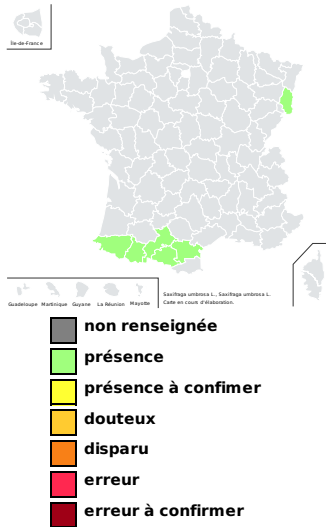 Île-de-France
Guadeloupe Martinique Guyane La Réunion Mayotte
Saxifraga umbrosa L., Saxifraga umbrosa L.
Carte en cours d'élaboration.
non renseignée
présence
présence à confimer
douteux
disparu
erreur
erreur à confirmer